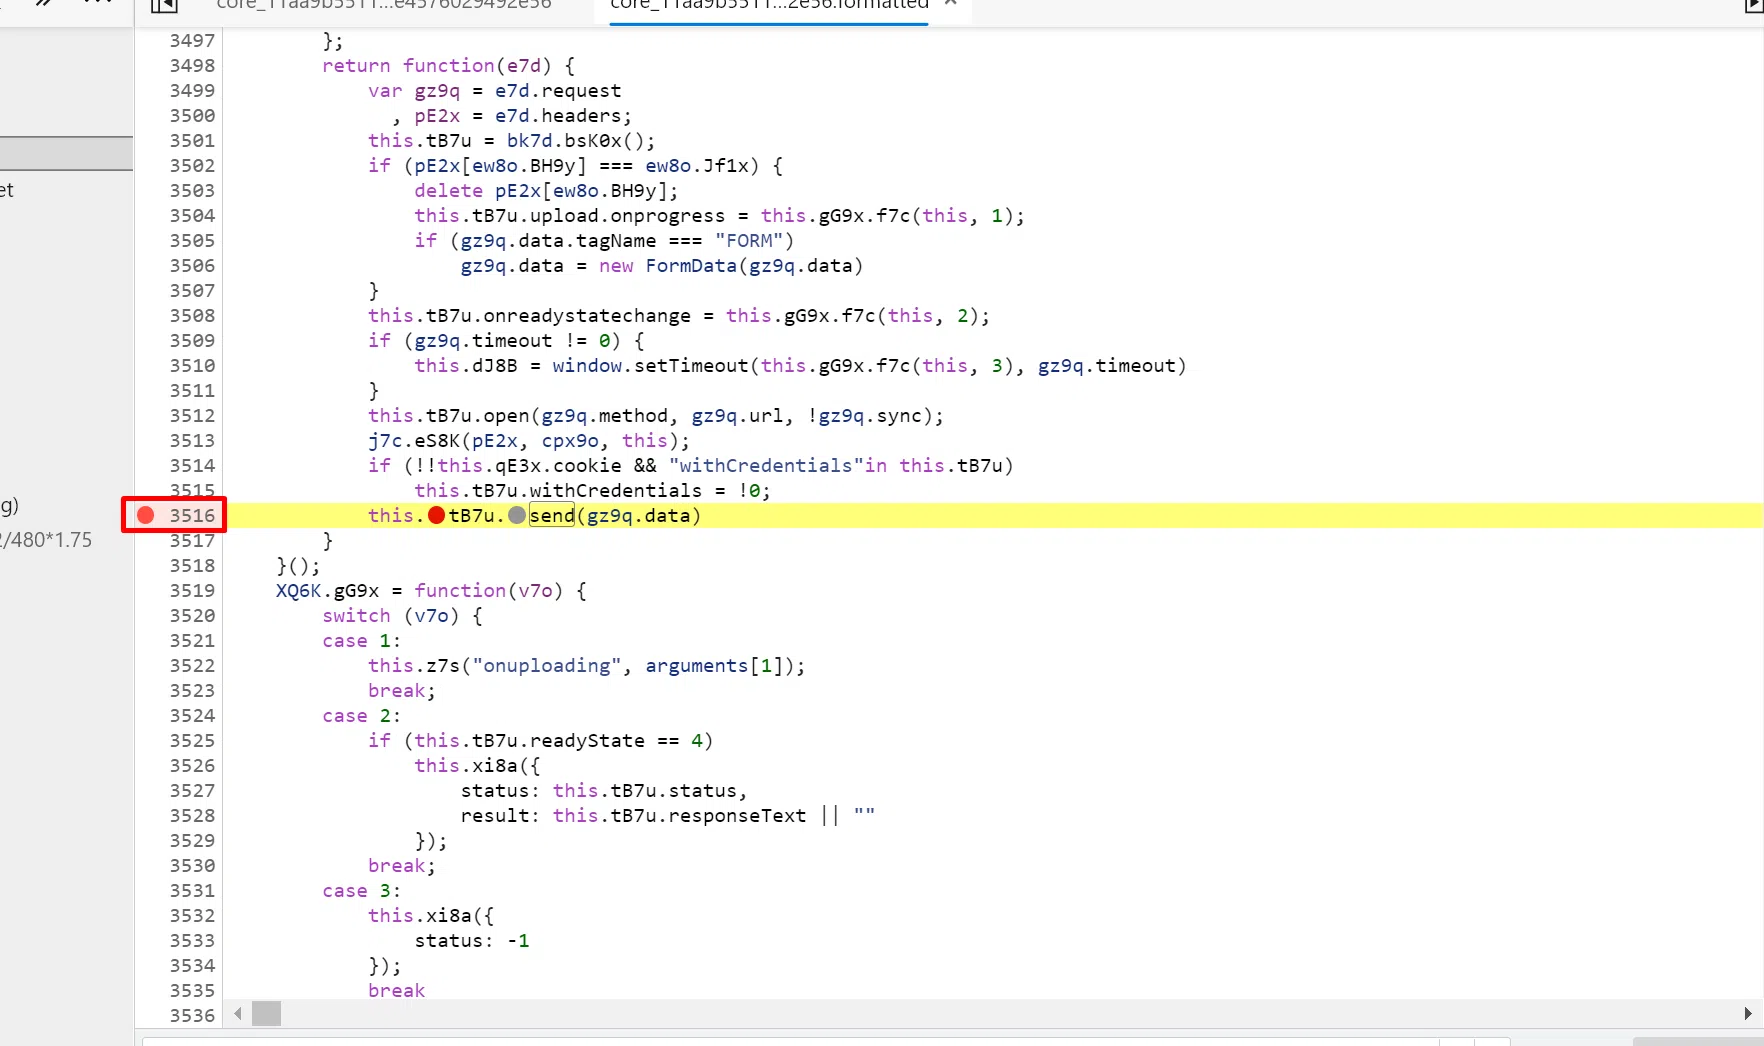 core_11aa9b5511...e4576029492e56
core_11aa9b5511...2e56:formatted
et
g)
2/480*1.75
3497 };
3498 return function(e7d) {
3499 var gz9q = e7d.request
3500 , pE2x = e7d.headers;
3501 this.tB7u = bk7d.bsK0x();
3502 if (pE2x[ew8o.BH9y] === ew8o.Jf1x) {
3503 delete pE2x[ew8o.BH9y];
3504 this.tB7u.upload.onprogress = this.gG9x.f7c(this, 1);
3505 if (gz9q.data.tagName === "FORM")
3506 gz9q.data = new FormData(gz9q.data)
3507 }
3508 this.tB7u.onreadystatechange = this.gG9x.f7c(this, 2);
3509 if (gz9q.timeout != 0) {
3510 this.dJ8B = window.setTimeout(this.gG9x.f7c(this, 3), gz9q.timeout)
3511 }
3512 this.tB7u.open(gz9q.method, gz9q.url, !gz9q.sync);
3513 j7c.eS8K(pE2x, cpx9o, this);
3514 if (!!this.qE3x.cookie && "withCredentials"in this.tB7u)
3515 this.tB7u.withCredentials = !0;
3516 this.tB7u.send(gz9q.data)
3517 }
3518 }();
3519 XQ6K.gG9x = function(v7o) {
3520 switch (v7o) {
3521 case 1:
3522 this.z7s("onuploading", arguments[1]);
3523 break;
3524 case 2:
3525 if (this.tB7u.readyState == 4)
3526 this.xi8a({
3527 status: this.tB7u.status,
3528 result: this.tB7u.responseText || ""
3529 });
3530 break;
3531 case 3:
3532 this.xi8a({
3533 status: -1
3534 });
3535 break
3536